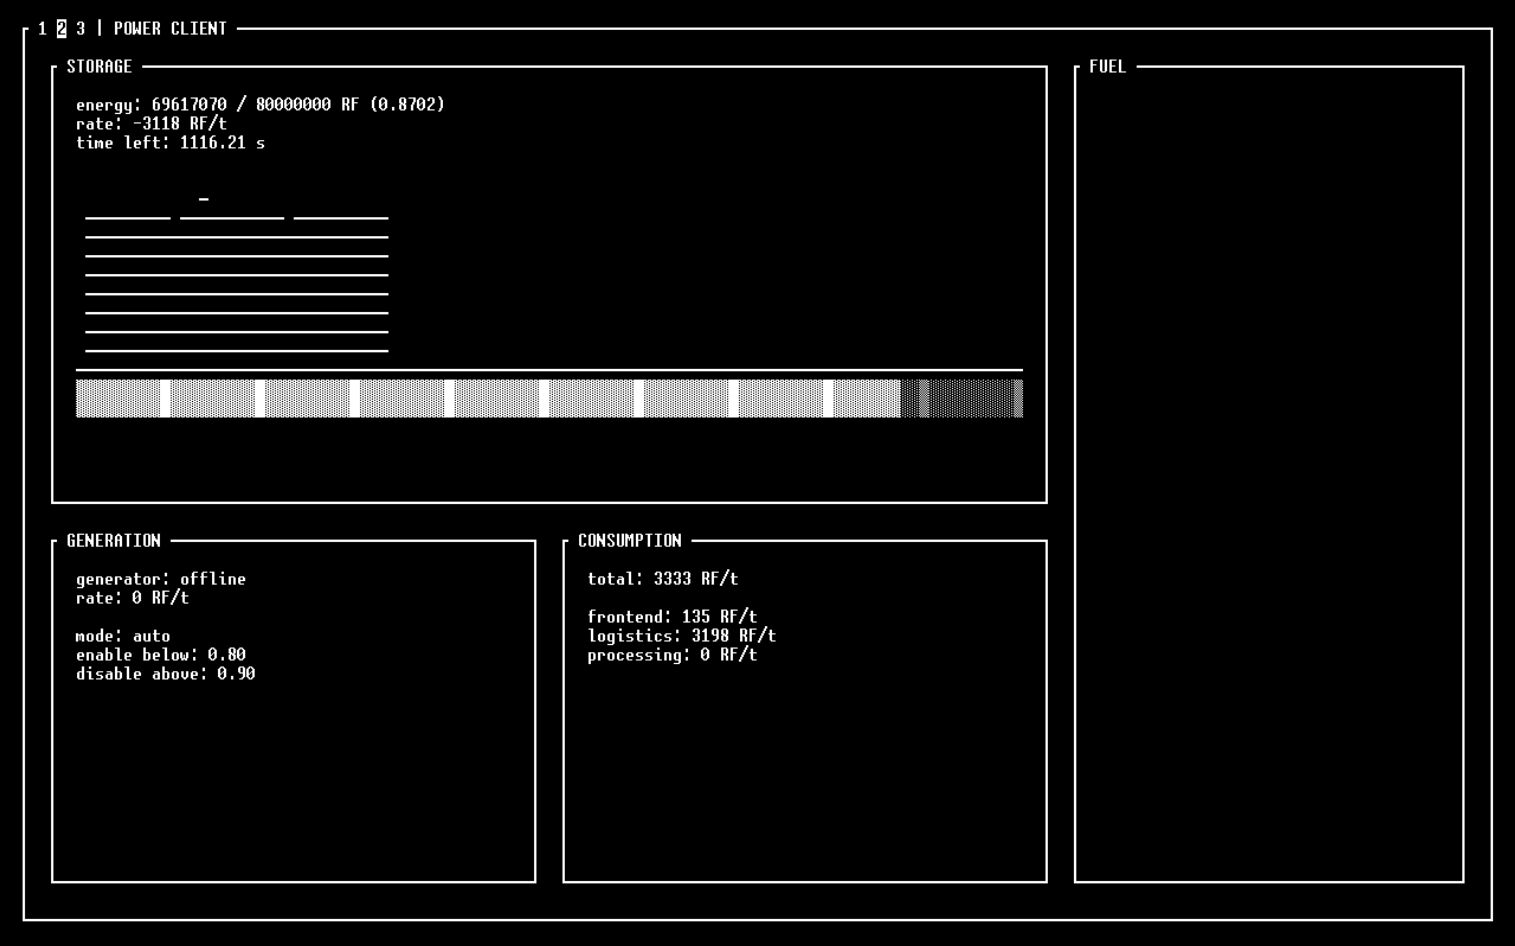 1 2 3 | POWER CLIENT
STORAGE
energy: 69617070 / 80000000 RF (0.8702)
rate: -3118 RF/t
time left: 1116.21 s
GENERATION
generator: offline
rate: 0 RF/t
mode: auto
enable below: 0.80
disable above: 0.90
CONSUMPTION
total: 3333 RF/t
frontend: 135 RF/t
logistics: 3198 RF/t
processing: 0 RF/t
FUEL